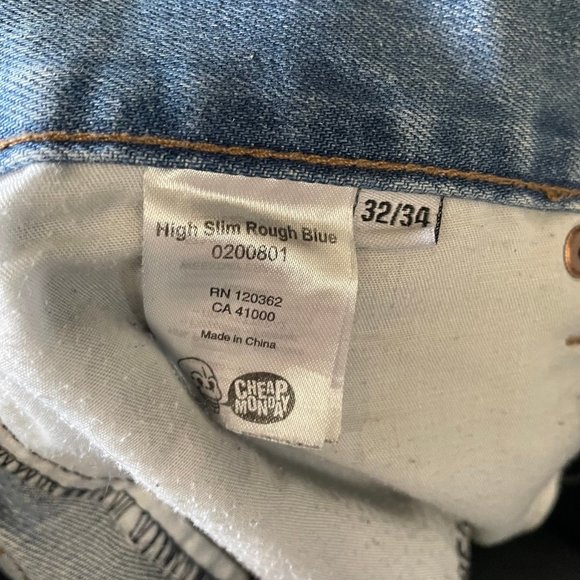 32/34
High Slim Rough Blue
0200801
RN 120362
CA 41000
Made in China
CHEAP
MONDAY